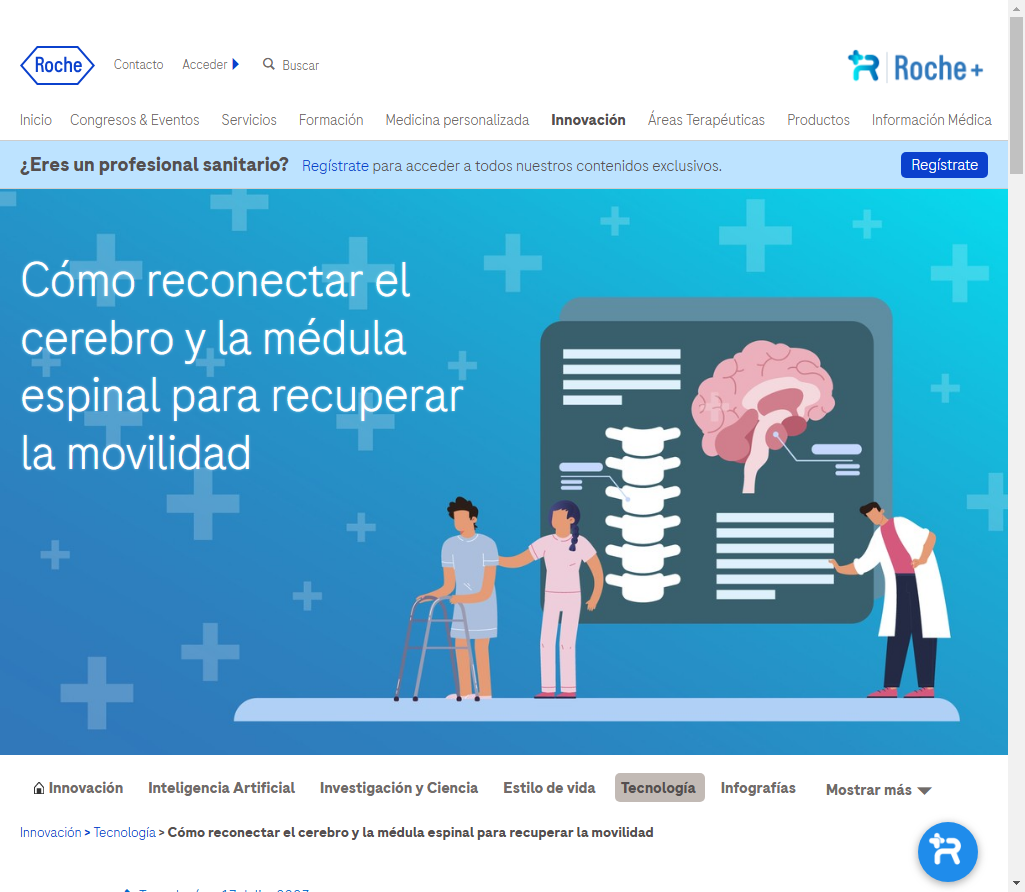 Roche
Contacto Acceder Buscar
Roche+
Inicio Congresos & Eventos Servicios Formación Medicina personalizada Innovación Áreas Terapéuticas Productos Información Médica
¿Eres un profesional sanitario? Regístrate para acceder a todos nuestros contenidos exclusivos. Regístrate
Cómo reconectar el
cerebro y la médula
espinal para recuperar
la movilidad
Innovación Inteligencia Artificial Investigación y Ciencia Estilo de vida Tecnología Infografías Mostrar más
Innovación > Tecnología > Cómo reconectar el cerebro y la médula espinal para recuperar la movilidad